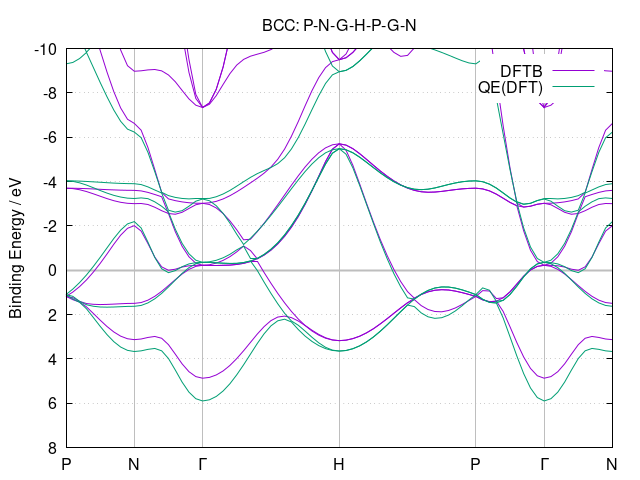 BCC: P-N-G-H-P-G-N
-10
-8
-6
-4
-2
0
2
4
6
8
Binding Energy / eV
DFTB
QE(DFT)
P N Γ H P Γ N